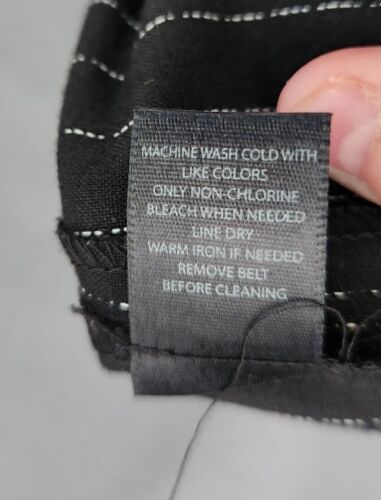 MACHINE WASH COLD WITH
LIKE COLORS
ONLY NON-CHLORINE
BLEACH WHEN NEEDED
LINE DRY
WARM IRON IF NEEDED
REMOVE BELT
BEFORE CLEANING